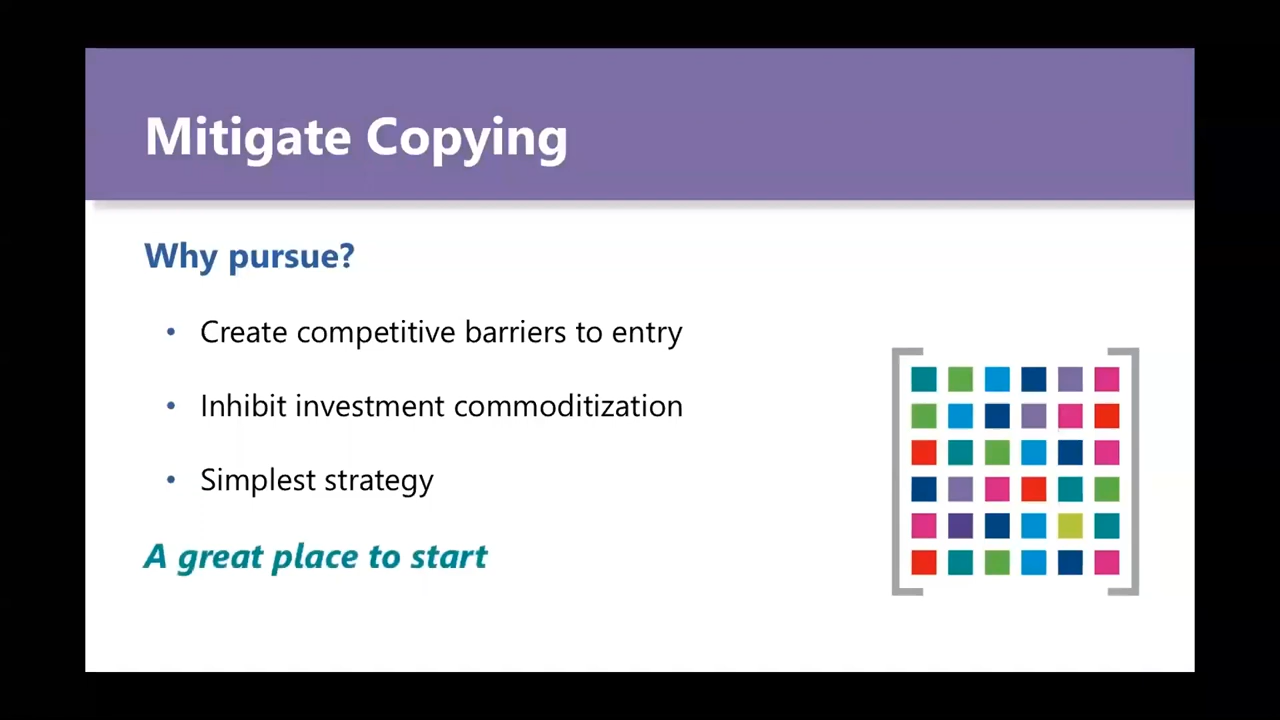 Mitigate Copying
Why pursue?
• Create competitive barriers to entry
• Inhibit investment commoditization
• Simplest strategy
A great place to start